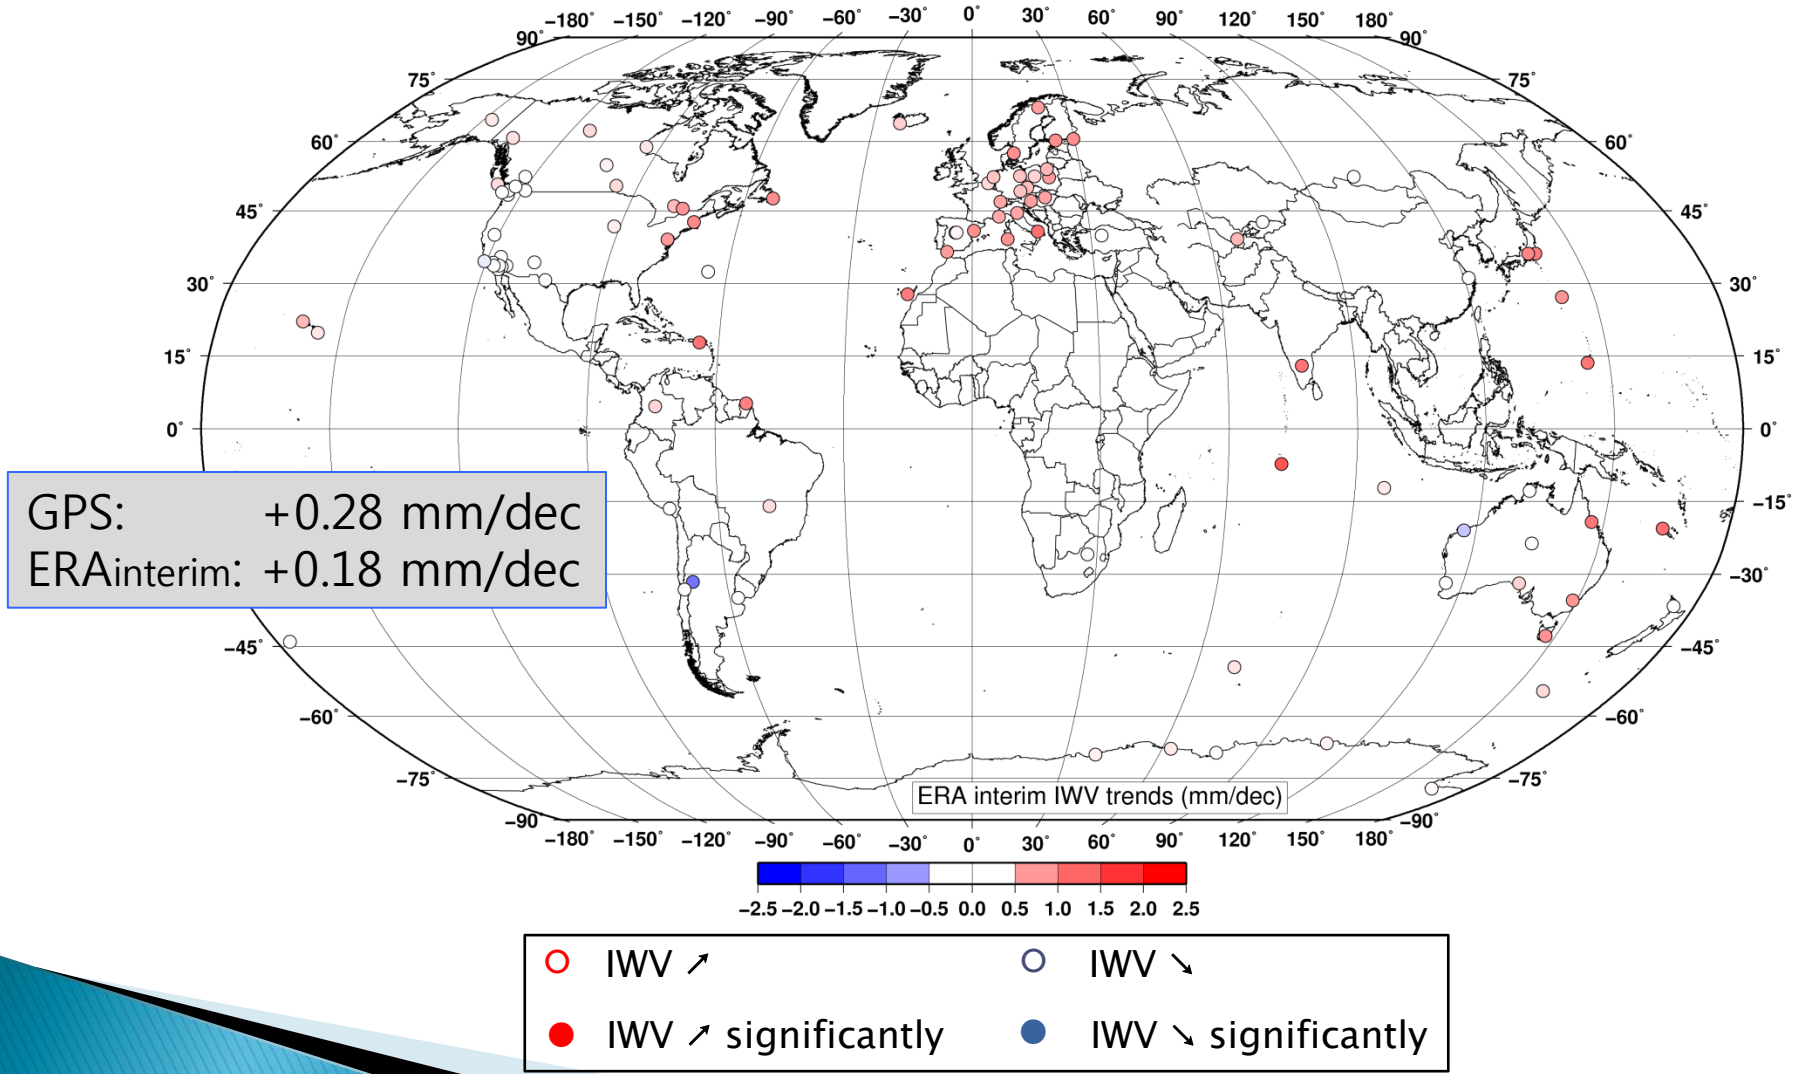 −180° −150° −120° −90° −60° −30° 0° 30° 60° 90° 120° 150° 180°
90° 90°
75° 75°
60° 60°
45° 45°
30° 30°
15° 15°
0° 0°
GPS: +0.28 mm/dec
ERAinterim: +0.18 mm/dec
−15°
−30°
−45° −45°
−60° −60°
−75° −75°
ERA interim IWV trends (mm/dec)
−90° −90°
−180° −150° −120° −90° −60° −30° 0° 30° 60° 90° 120° 150° 180°
−2.5 −2.0 −1.5 −1.0 −0.5 0.0 0.5 1.0 1.5 2.0 2.5
IWV ↗ IWV ↘
IWV ↗ significantly IWV ↘ significantly